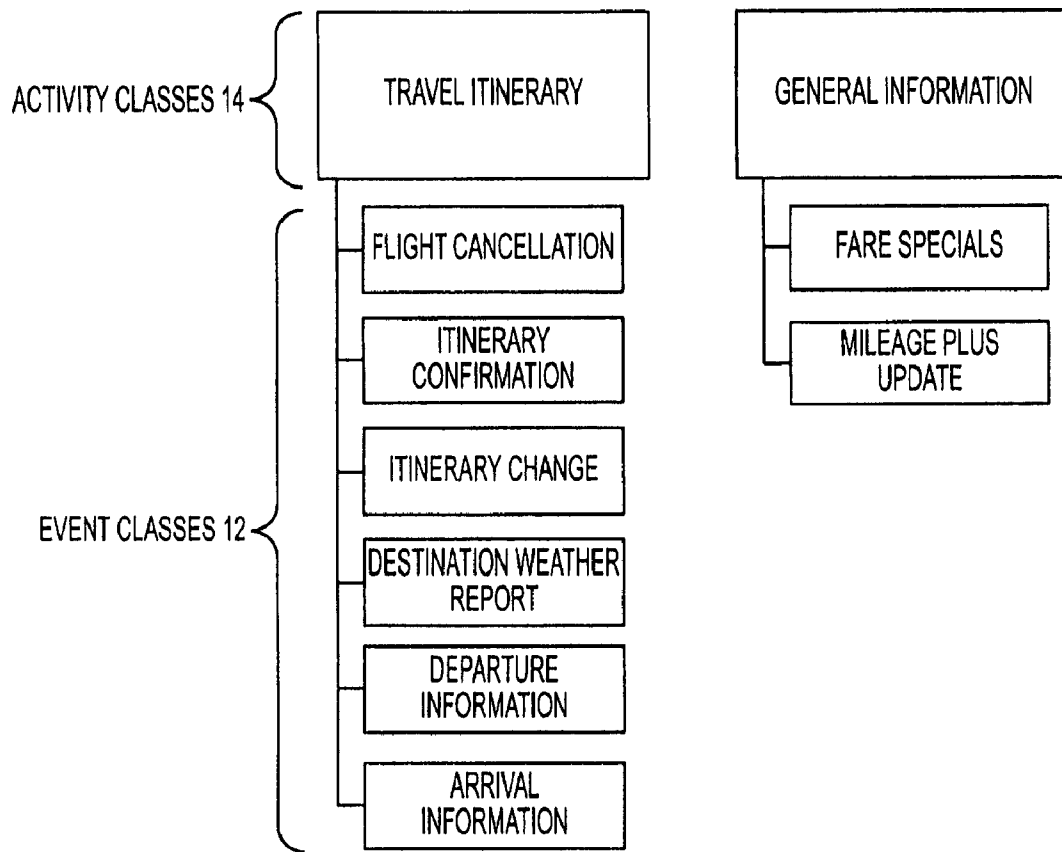 ACTIVITY CLASSES 14
TRAVEL ITINERARY
GENERAL INFORMATION
EVENT CLASSES 12
FLIGHT CANCELLATION
ITINERARY
CONFIRMATION
ITINERARY CHANGE
DESTINATION WEATHER
REPORT
DEPARTURE
INFORMATION
ARRIVAL
INFORMATION
FARE SPECIALS
MILEAGE PLUS
UPDATE